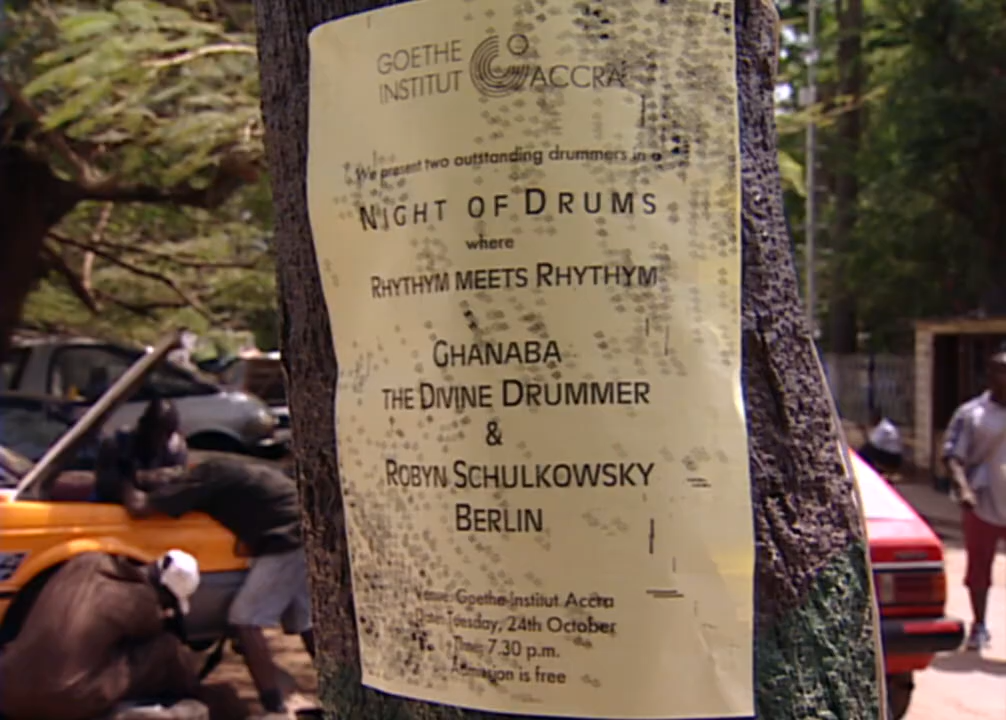 GOETHE
INSTITUT ACCRA
We present two outstanding drummers in a
NIGHT OF DRUMS
where
RHYTHYM MEETS RHYTHYM
GHANABA
THE DIVINE DRUMMER
&
ROBYN SCHULKOWSKY
BERLIN
Venue: Goethe-Institut Accra
Date: Tuesday, 24th October
Time: 7.30 p.m.
Admission is free